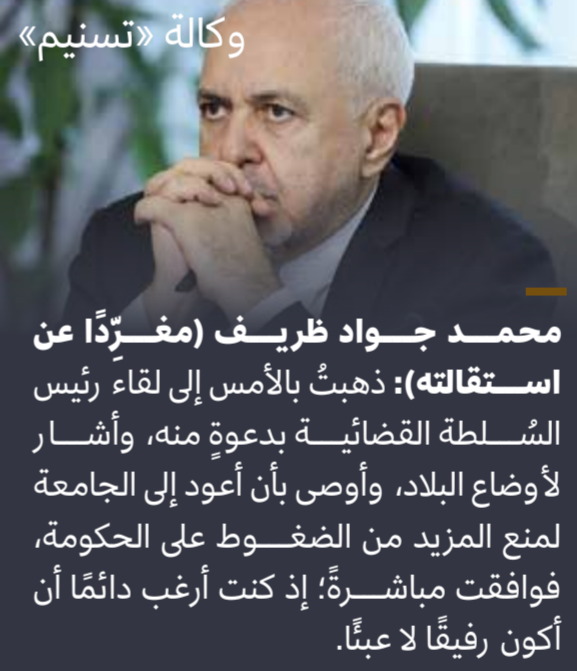 وكالة «تسنيم»
محمد جواد ظريف (مغرِّدًا عن
استقالته): ذهبتُ بالأمس إلى لقاء رئيس
السُلطة القضائية بدعوةٍ منه، وأشار
لأوضاع البلاد، وأوصى بأن أعود إلى الجامعة
لمنع المزيد من الضغوط على الحكومة،
فوافقت مباشرةً؛ إذ كنت أرغب دائمًا أن
أكون رفيقًا لا عبئًا.